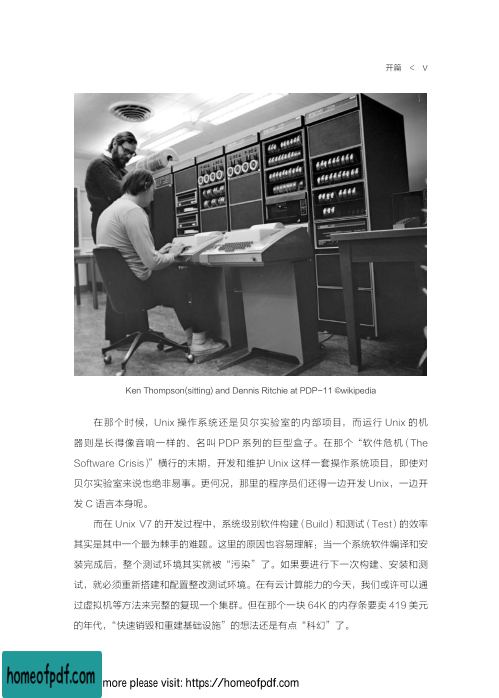 开篇 < V
Ken Thompson(sitting) and Dennis Ritchie at PDP-11 ©wikipedia
在那个时候，Unix 操作系统还是贝尔实验室的内部项目，而运行 Unix 的机
器则是长得像音响一样的、名叫 PDP 系列的巨型盒子。在那个“软件危机（The
Software Crisis）”横行的末期，开发和维护 Unix 这样一套操作系统项目，即使对
贝尔实验室来说也绝非易事。更何况，那里的程序员们还得一边开发 Unix，一边开
发 C 语言本身呢。
而在 Unix V7 的开发过程中，系统级别软件构建（Build）和测试（Test）的效率
其实是其中一个最为棘手的难题。这里的原因也容易理解：当一个系统软件编译和安
装完成后，整个测试环境其实就被“污染”了。如果要进行下一次构建、安装和测
试，就必须重新搭建和配置整改测试环境。在有云计算能力的今天，我们或许可以通
过虚拟机等方法来完整的复现一个集群。但在那个一块 64K 的内存条要卖 419 美元
的年代，“快速销毁和重建基础设施”的想法还是有点“科幻”了。
homeofpdf.com
more please visit: https://homeofpdf.com